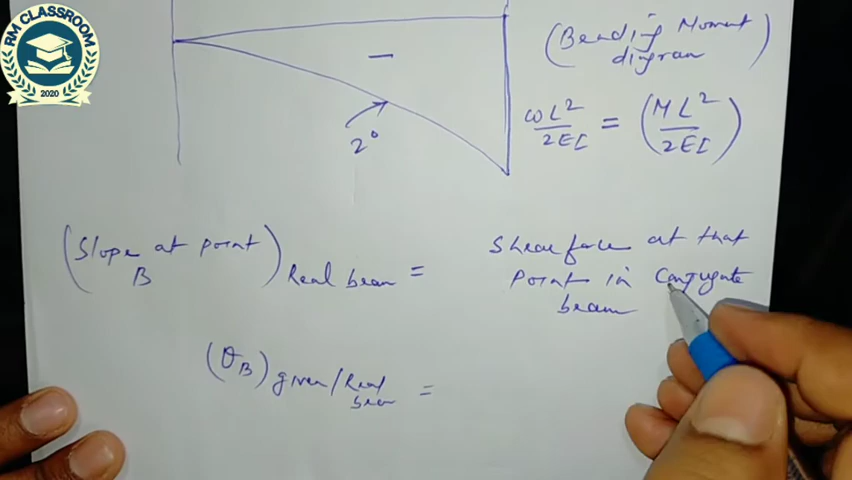 RM CLASSROOM
2020
(Bending Moment
diagram)
ωL²/2EI = (ML²/2EI)
2°
(Slope at point
B) Real beam =
Shear force at that
Point in Conjugate
beam
(θB) given/Real
beam =